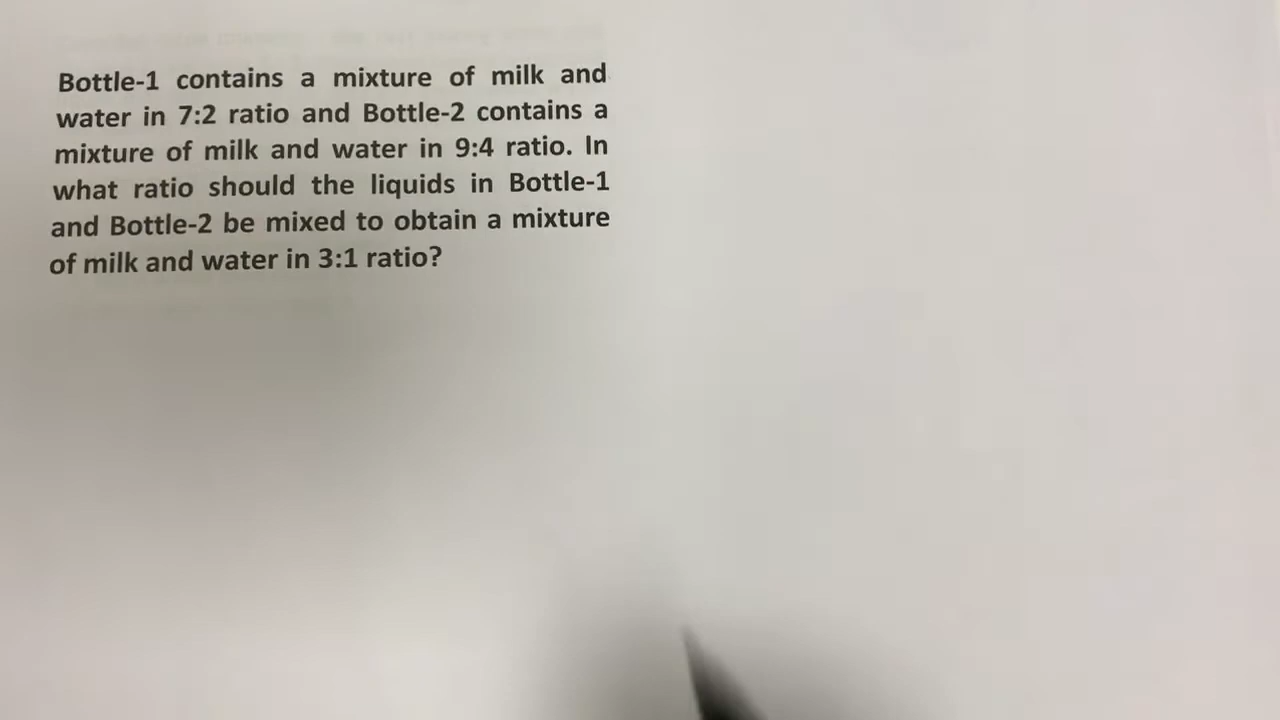 Bottle-1 contains a mixture of milk and
water in 7:2 ratio and Bottle-2 contains a
mixture of milk and water in 9:4 ratio. In
what ratio should the liquids in Bottle-1
and Bottle-2 be mixed to obtain a mixture
of milk and water in 3:1 ratio?